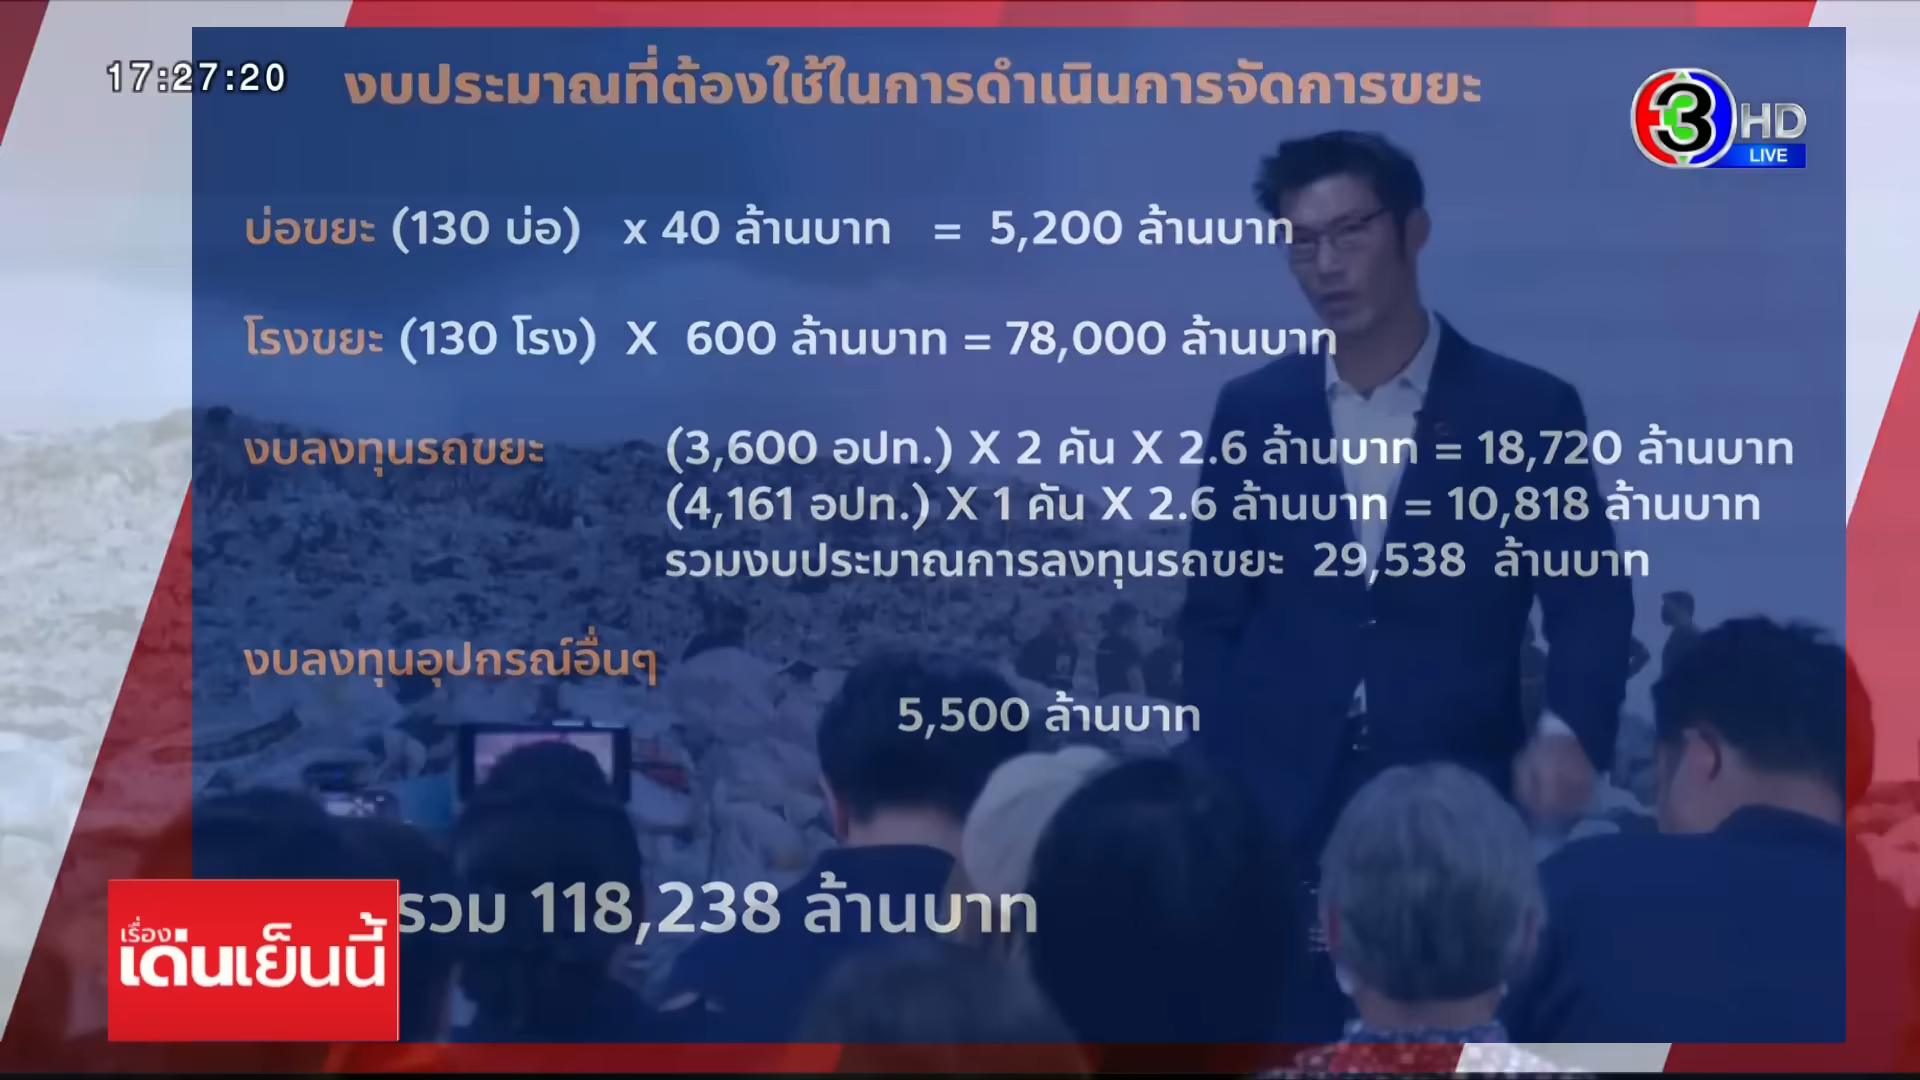 17:27:20
งบประมาณที่ต้องใช้ในการดำเนินการจัดการขยะ
3 HD
LIVE
บ่อขยะ (130 บ่อ) x 40 ล้านบาท = 5,200 ล้านบาท
โรงขยะ (130 โรง) X 600 ล้านบาท = 78,000 ล้านบาท
งบลงทุนรถขยะ (3,600 อปท.) X 2 คัน X 2.6 ล้านบาท = 18,720 ล้านบาท
(4,161 อปท.) X 1 คัน X 2.6 ล้านบาท = 10,818 ล้านบาท
รวมงบประมาณการลงทุนรถขยะ 29,538 ล้านบาท
งบลงทุนอุปกรณ์อื่นๆ
5,500 ล้านบาท
รวม 118,238 ล้านบาท
เรื่อง
เด่นเย็นนี้